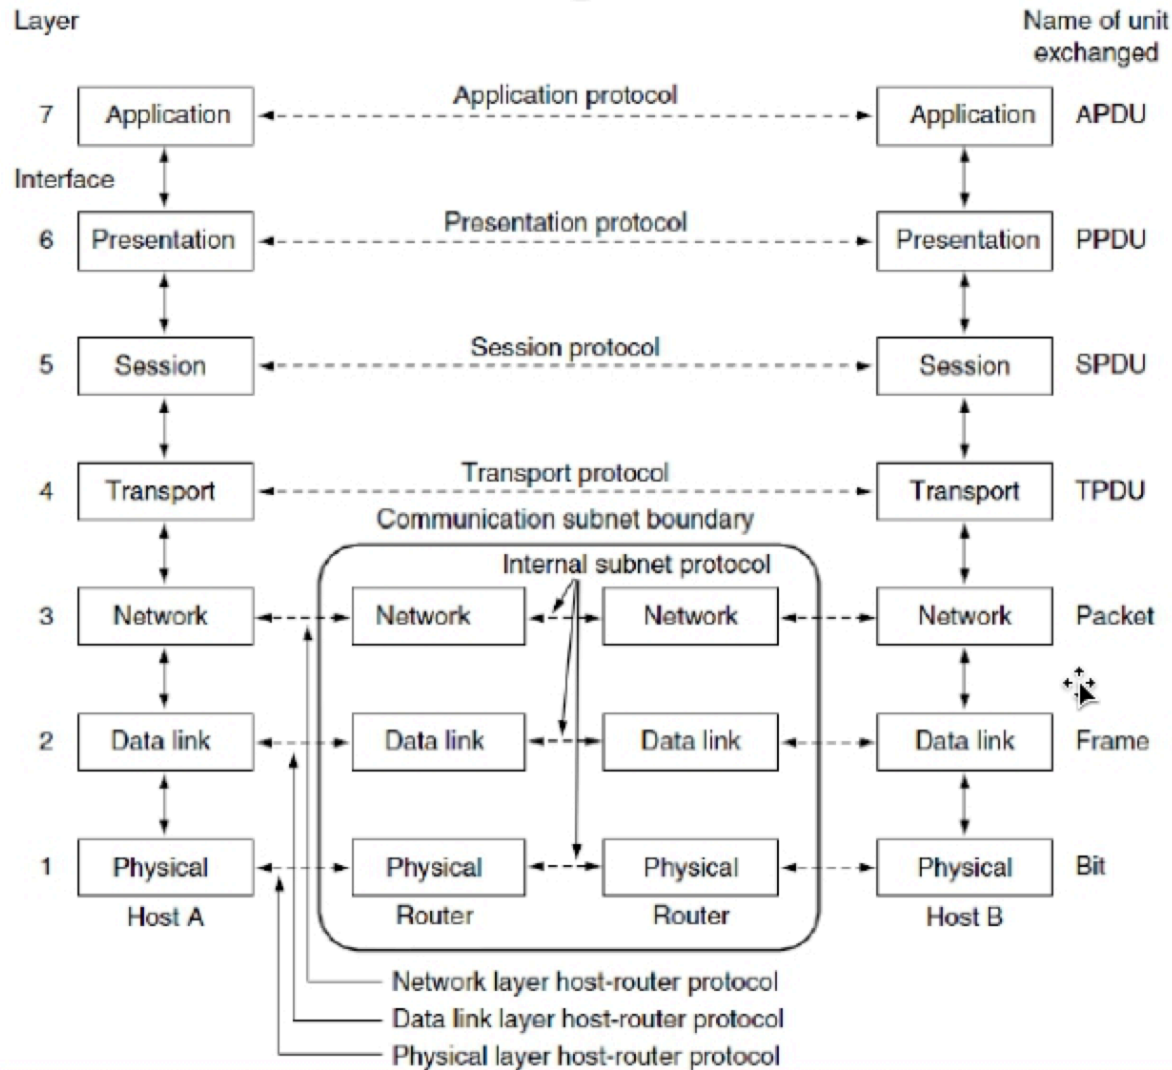 Layer
Name of unit
exchanged
7 Application Application protocol Application APDU
Interface
6 Presentation Presentation protocol Presentation PPDU
5 Session Session protocol Session SPDU
4 Transport Transport protocol Transport TPDU
Communication subnet boundary
Internal subnet protocol
3 Network Network Network Network Packet
2 Data link Data link Data link Data link Frame
1 Physical Physical Physical Physical Bit
Host A Router Router Host B
Network layer host-router protocol
Data link layer host-router protocol
Physical layer host-router protocol